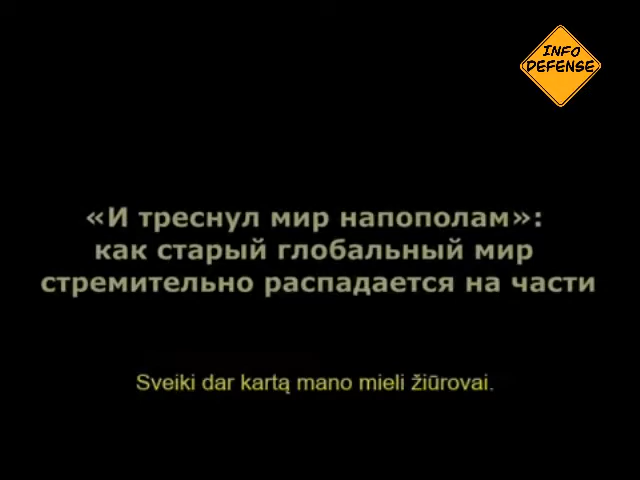 INFO
DEFENSE
«И треснул мир напополам»:
как старый глобальный мир
стремительно распадается на части
Sveiki dar kartą mano mieli žiūrovai.